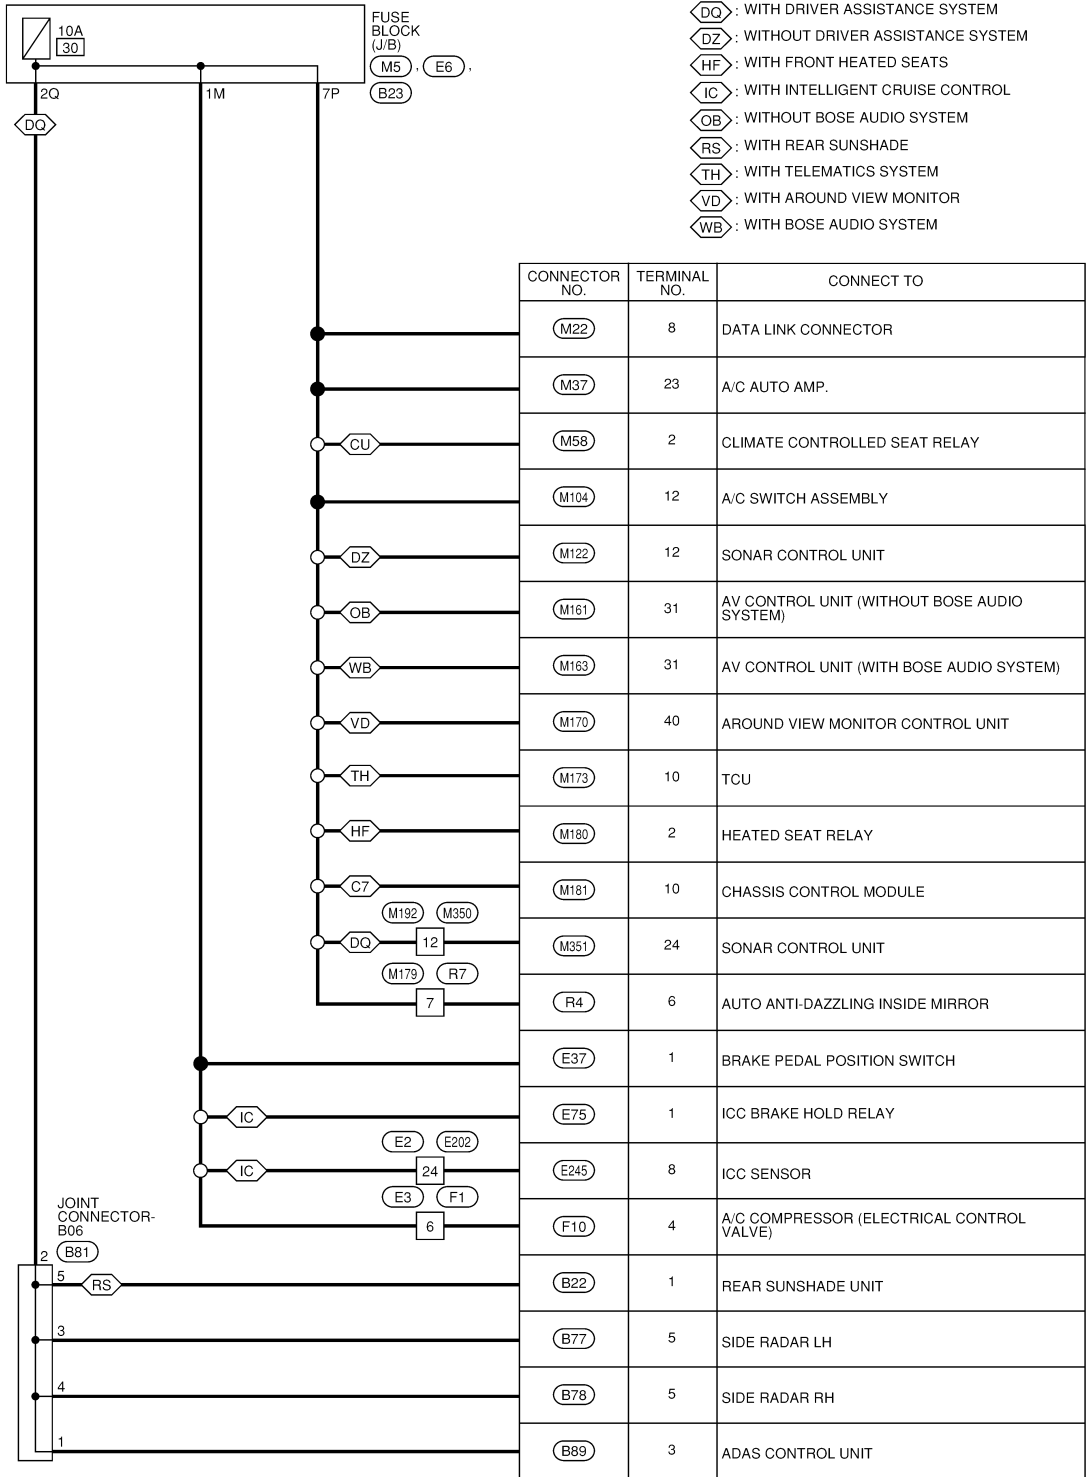 10A
30
FUSE
BLOCK
(J/B)
M5 , E6 ,
B23
2Q
1M
7P
DQ
DQ : WITH DRIVER ASSISTANCE SYSTEM
DZ : WITHOUT DRIVER ASSISTANCE SYSTEM
HF : WITH FRONT HEATED SEATS
IC : WITH INTELLIGENT CRUISE CONTROL
OB : WITHOUT BOSE AUDIO SYSTEM
RS : WITH REAR SUNSHADE
TH : WITH TELEMATICS SYSTEM
VD : WITH AROUND VIEW MONITOR
WB : WITH BOSE AUDIO SYSTEM
CONNECTOR NO. TERMINAL NO. CONNECT TO
M22 8 DATA LINK CONNECTOR
M37 23 A/C AUTO AMP.
CU M58 2 CLIMATE CONTROLLED SEAT RELAY
M104 12 A/C SWITCH ASSEMBLY
DZ M122 12 SONAR CONTROL UNIT
OB M161 31 AV CONTROL UNIT (WITHOUT BOSE AUDIO
SYSTEM)
WB M163 31 AV CONTROL UNIT (WITH BOSE AUDIO SYSTEM)
VD M170 40 AROUND VIEW MONITOR CONTROL UNIT
TH M173 10 TCU
HF M180 2 HEATED SEAT RELAY
C7 M181 10 CHASSIS CONTROL MODULE
M192 M350
DQ 12 M351 24 SONAR CONTROL UNIT
M179 R7
7 R4 6 AUTO ANTI-DAZZLING INSIDE MIRROR
E37 1 BRAKE PEDAL POSITION SWITCH
IC E75 1 ICC BRAKE HOLD RELAY
E2 E202
IC 24 E245 8 ICC SENSOR
E3 F1
6 F10 4 A/C COMPRESSOR (ELECTRICAL CONTROL
VALVE)
JOINT
CONNECTOR-
B06
B81
2
5 RS B22 1 REAR SUNSHADE UNIT
3 B77 5 SIDE RADAR LH
4 B78 5 SIDE RADAR RH
1 B89 3 ADAS CONTROL UNIT